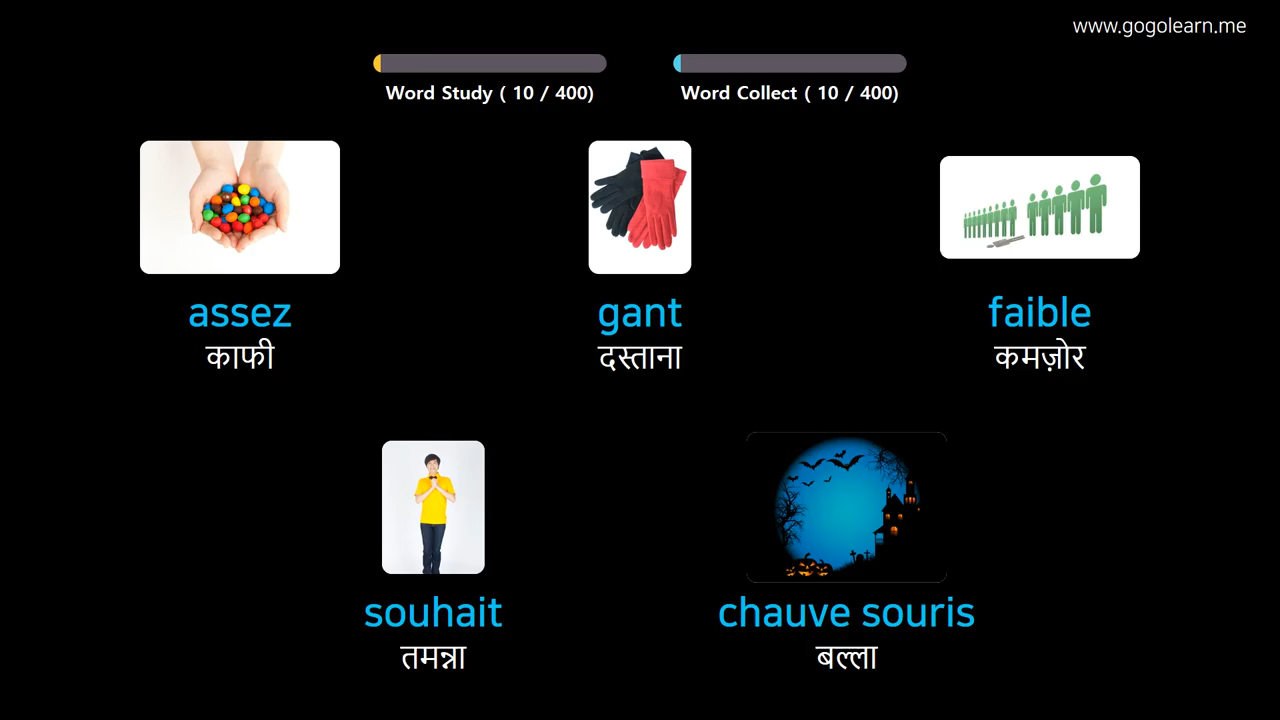 www.gogolearn.me
Word Study ( 10 / 400)
Word Collect ( 10 / 400)
assez
काफी
gant
दस्ताना
faible
कमज़ोर
souhait
तमन्ना
chauve souris
बल्ला